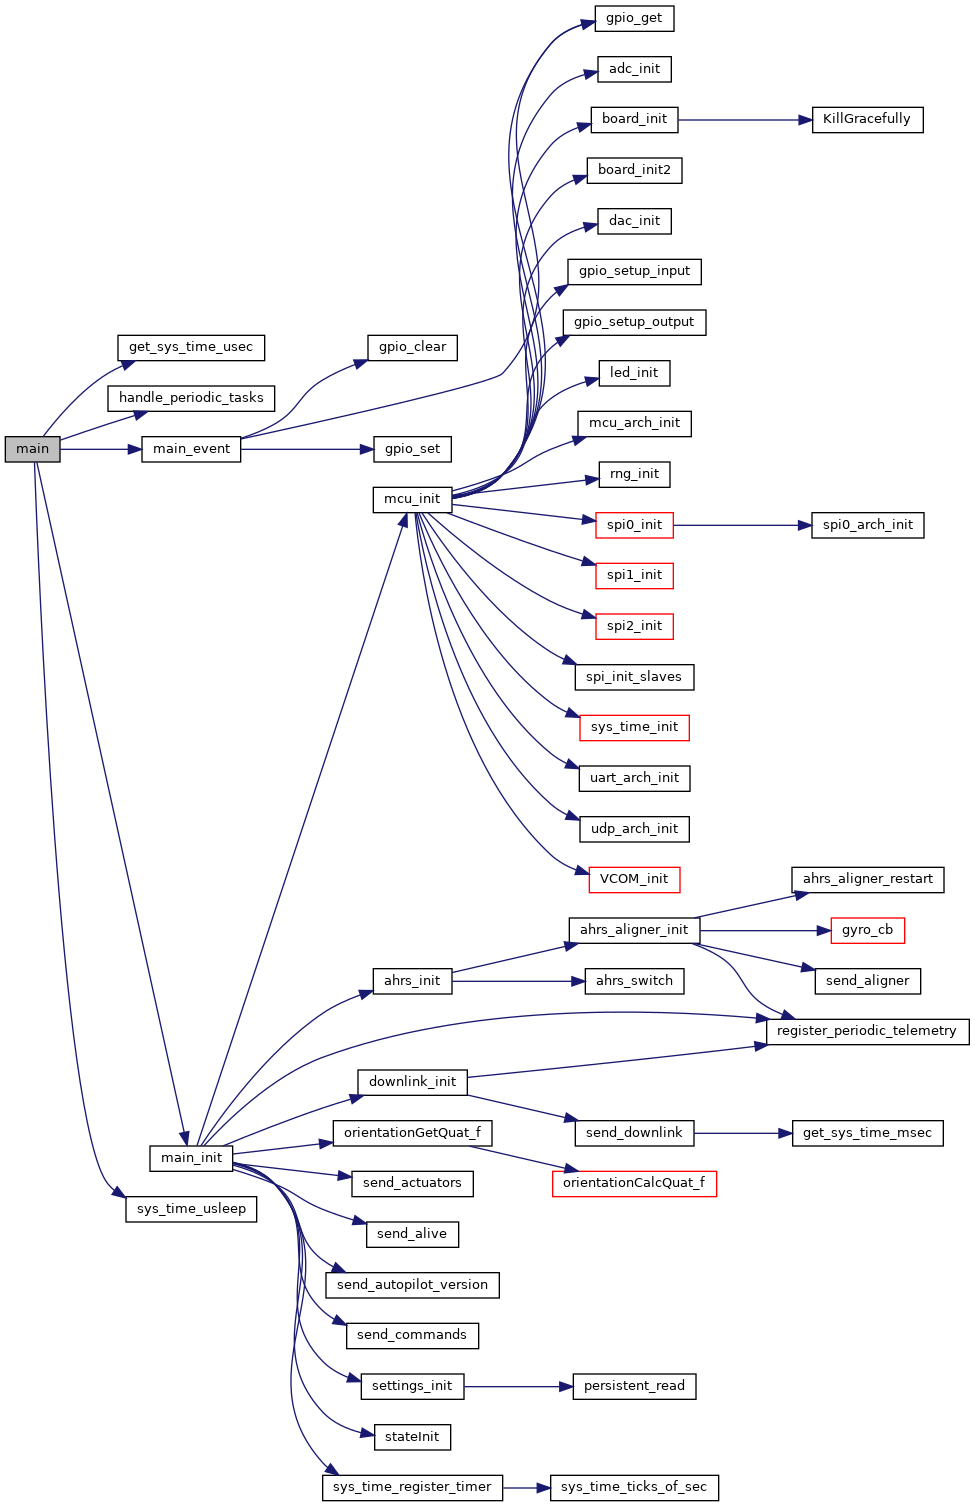 gpio_get
adc_init
board_init
KillGracefully
board_init2
dac_init
gpio_setup_input
gpio_setup_output
get_sys_time_usec
gpio_clear
led_init
handle_periodic_tasks
mcu_arch_init
main
main_event
gpio_set
rng_init
mcu_init
spi0_init
spi0_arch_init
spi1_init
spi2_init
spi_init_slaves
sys_time_init
uart_arch_init
udp_arch_init
VCOM_init
ahrs_aligner_restart
ahrs_aligner_init
gyro_cb
ahrs_init
ahrs_switch
send_aligner
register_periodic_telemetry
downlink_init
orientationGetQuat_f
send_downlink
get_sys_time_msec
main_init
send_actuators
orientationCalcQuat_f
sys_time_usleep
send_alive
send_autopilot_version
send_commands
settings_init
persistent_read
stateInit
sys_time_register_timer
sys_time_ticks_of_sec